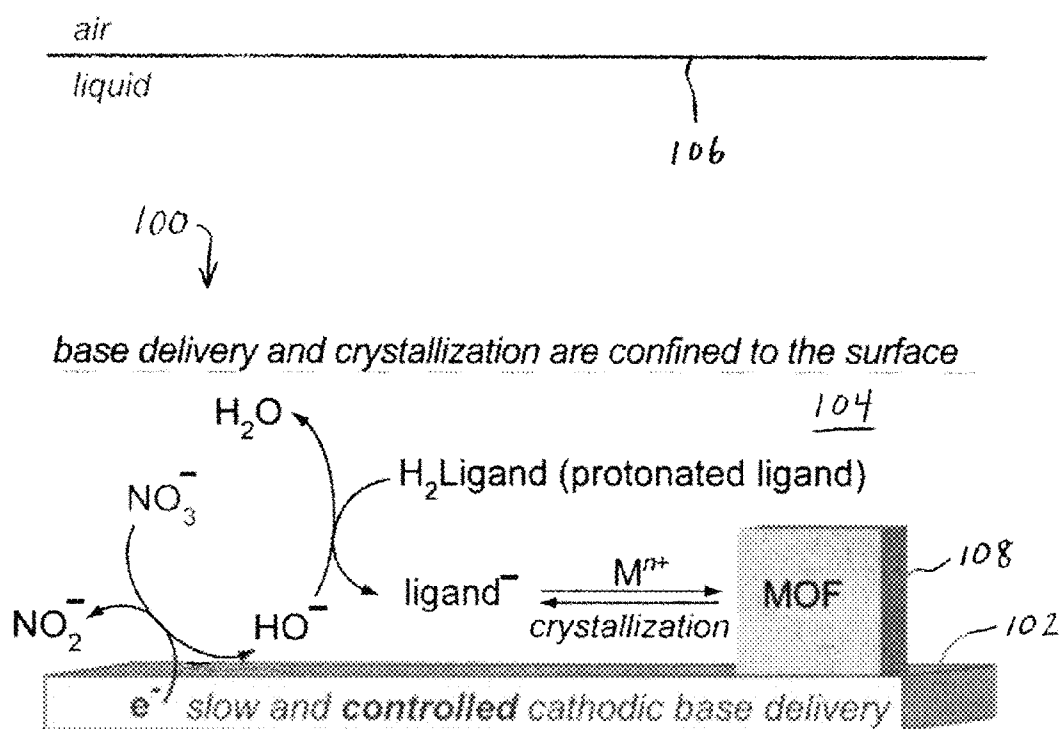 air
liquid
106
100
base delivery and crystallization are confined to the surface
104
H₂O
H₂Ligand (protonated ligand)
NO₃⁻
108
Mⁿ⁺
MOF
ligand⁻
crystallization
NO₂⁻
HO⁻
102
e⁻ slow and controlled cathodic base delivery